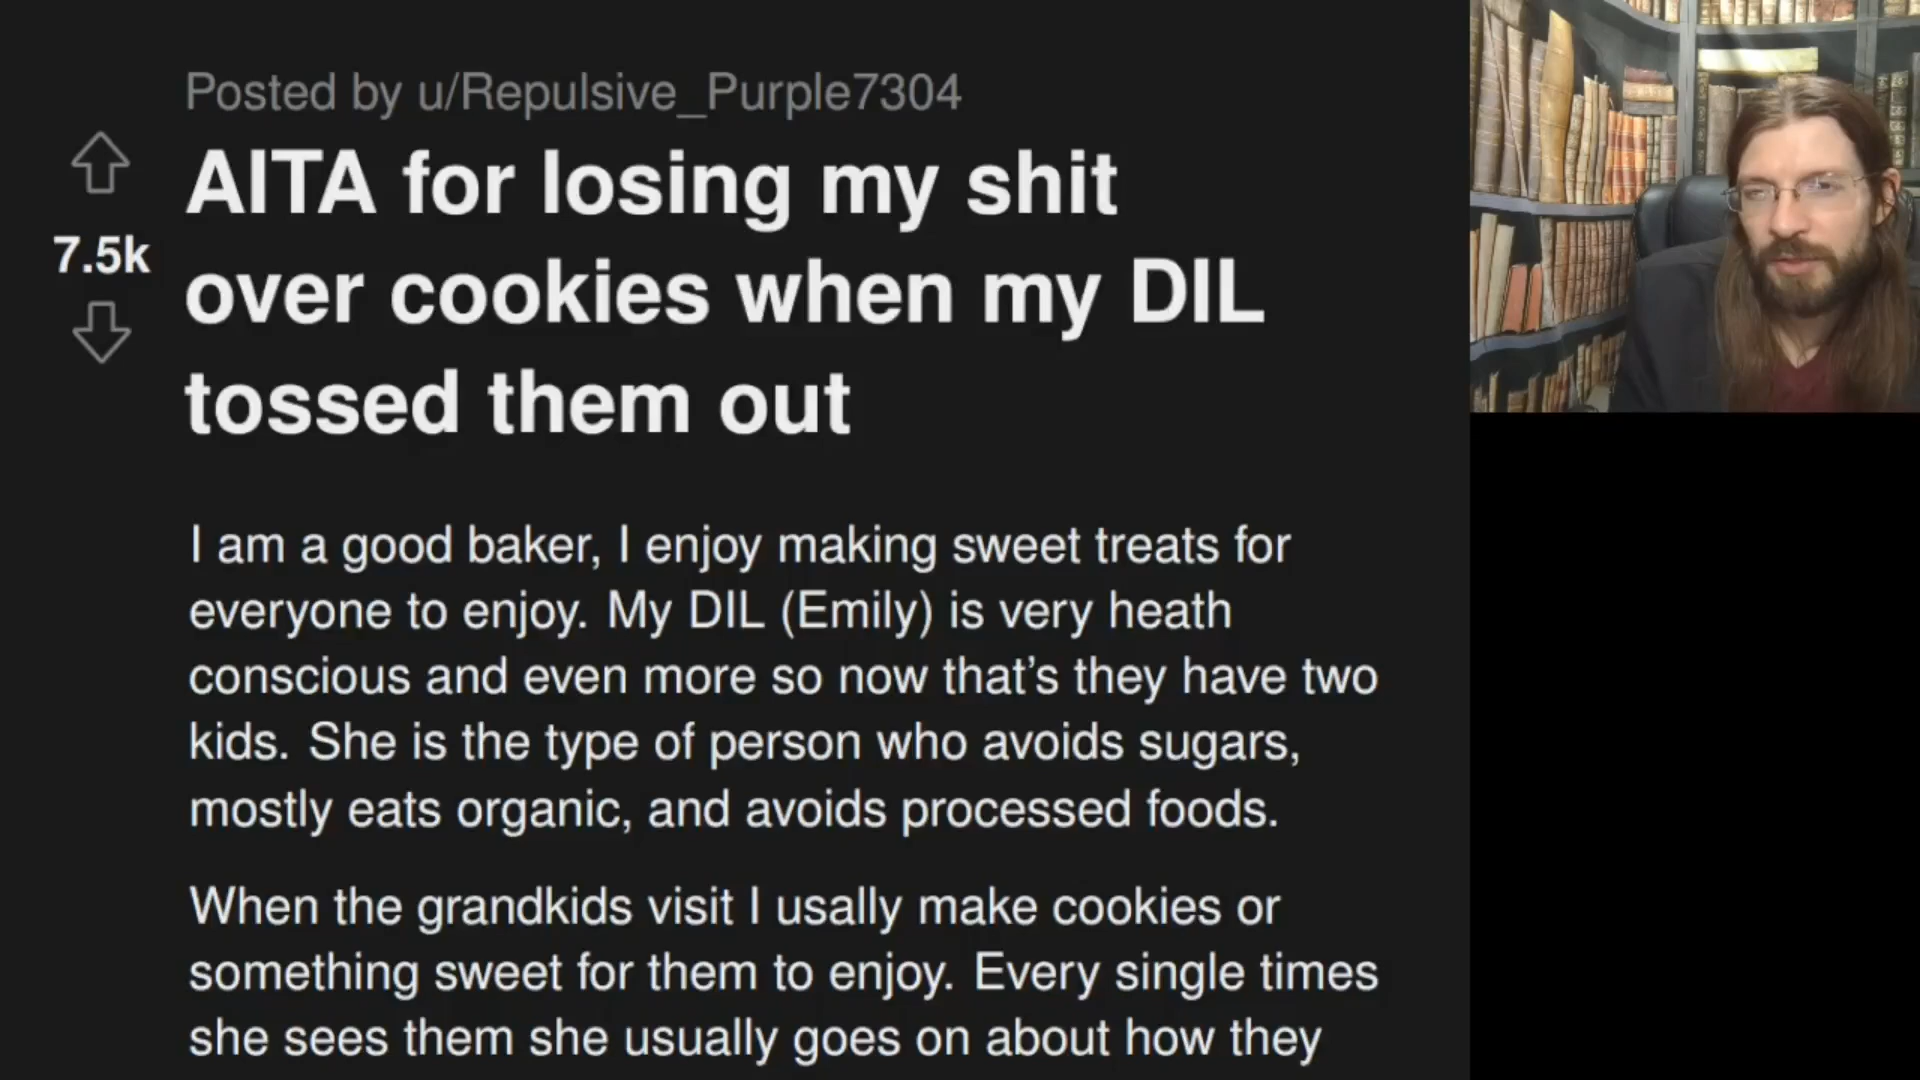 Posted by u/Repulsive_Purple7304
7.5k
AITA for losing my shit
over cookies when my DIL
tossed them out
I am a good baker, I enjoy making sweet treats for
everyone to enjoy. My DIL (Emily) is very heath
conscious and even more so now that’s they have two
kids. She is the type of person who avoids sugars,
mostly eats organic, and avoids processed foods.
When the grandkids visit I usally make cookies or
something sweet for them to enjoy. Every single times
she sees them she usually goes on about how they